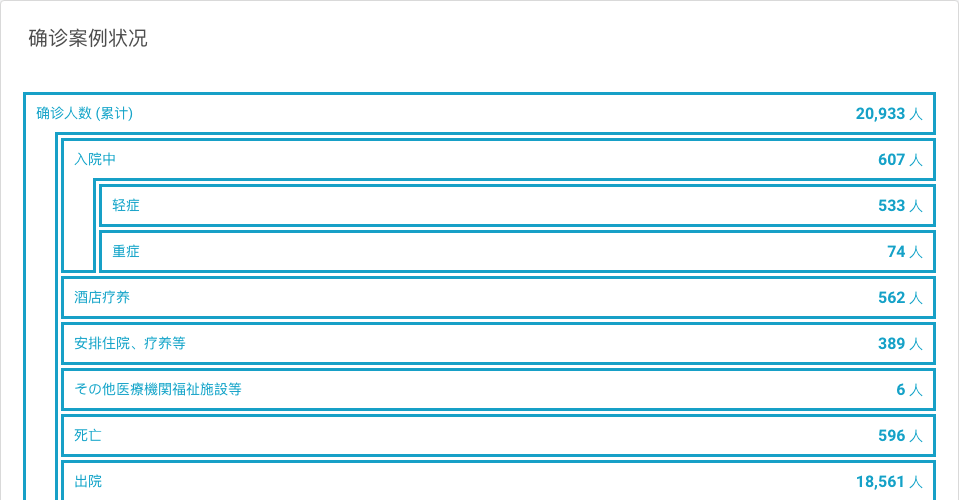 确诊案例状况
确诊人数 (累计) 20,933 人
入院中 607 人
轻症 533 人
重症 74 人
酒店疗养 562 人
安排住院、疗养等 389 人
その他医療機関福祉施設等 6 人
死亡 596 人
出院 18,561 人